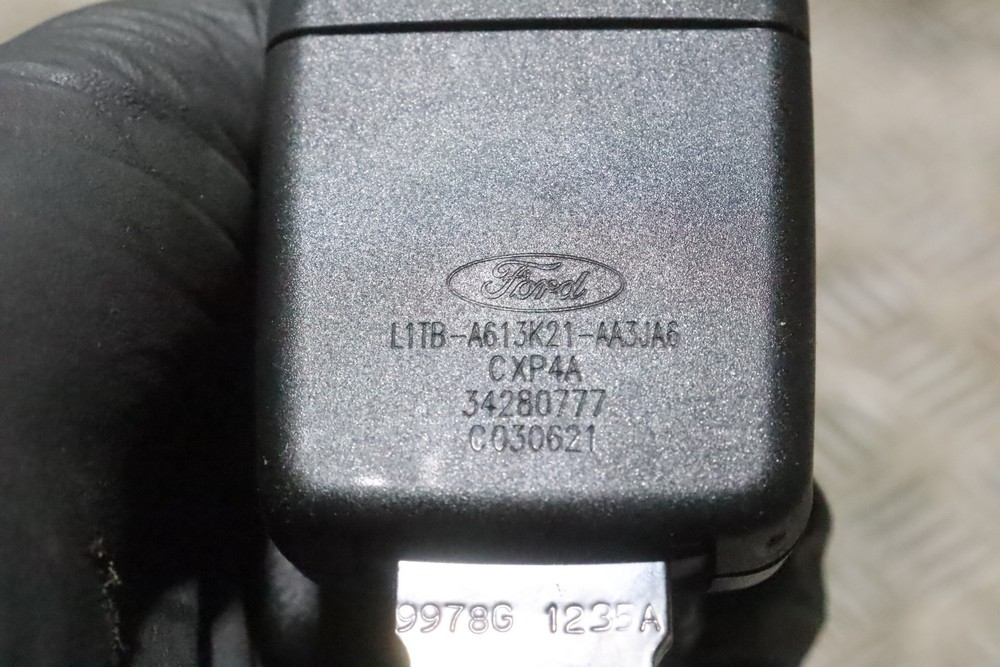 Ford
L1TB-A613K21-AA3JA6
CXP4A
34280777
C030621
9978G 1235A